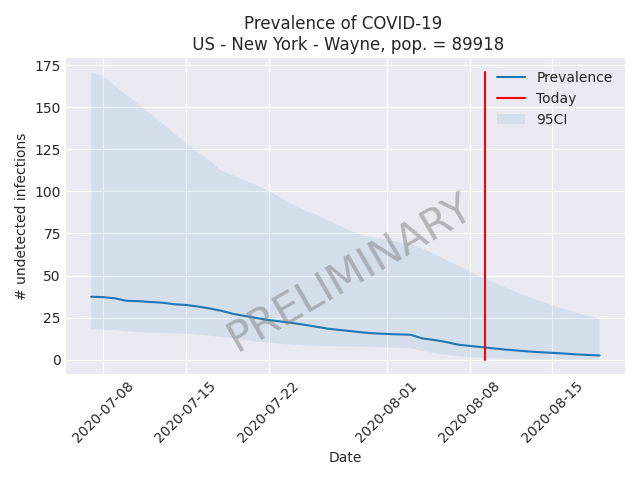 Prevalence of COVID-19
US - New York - Wayne, pop. = 89918
175
150
125
100
75
50
25
0
# undetected infections
Prevalence
Today
95CI
PRELIMINARY
2020-07-08
2020-07-15
2020-07-22
2020-08-01
2020-08-08
2020-08-15
Date